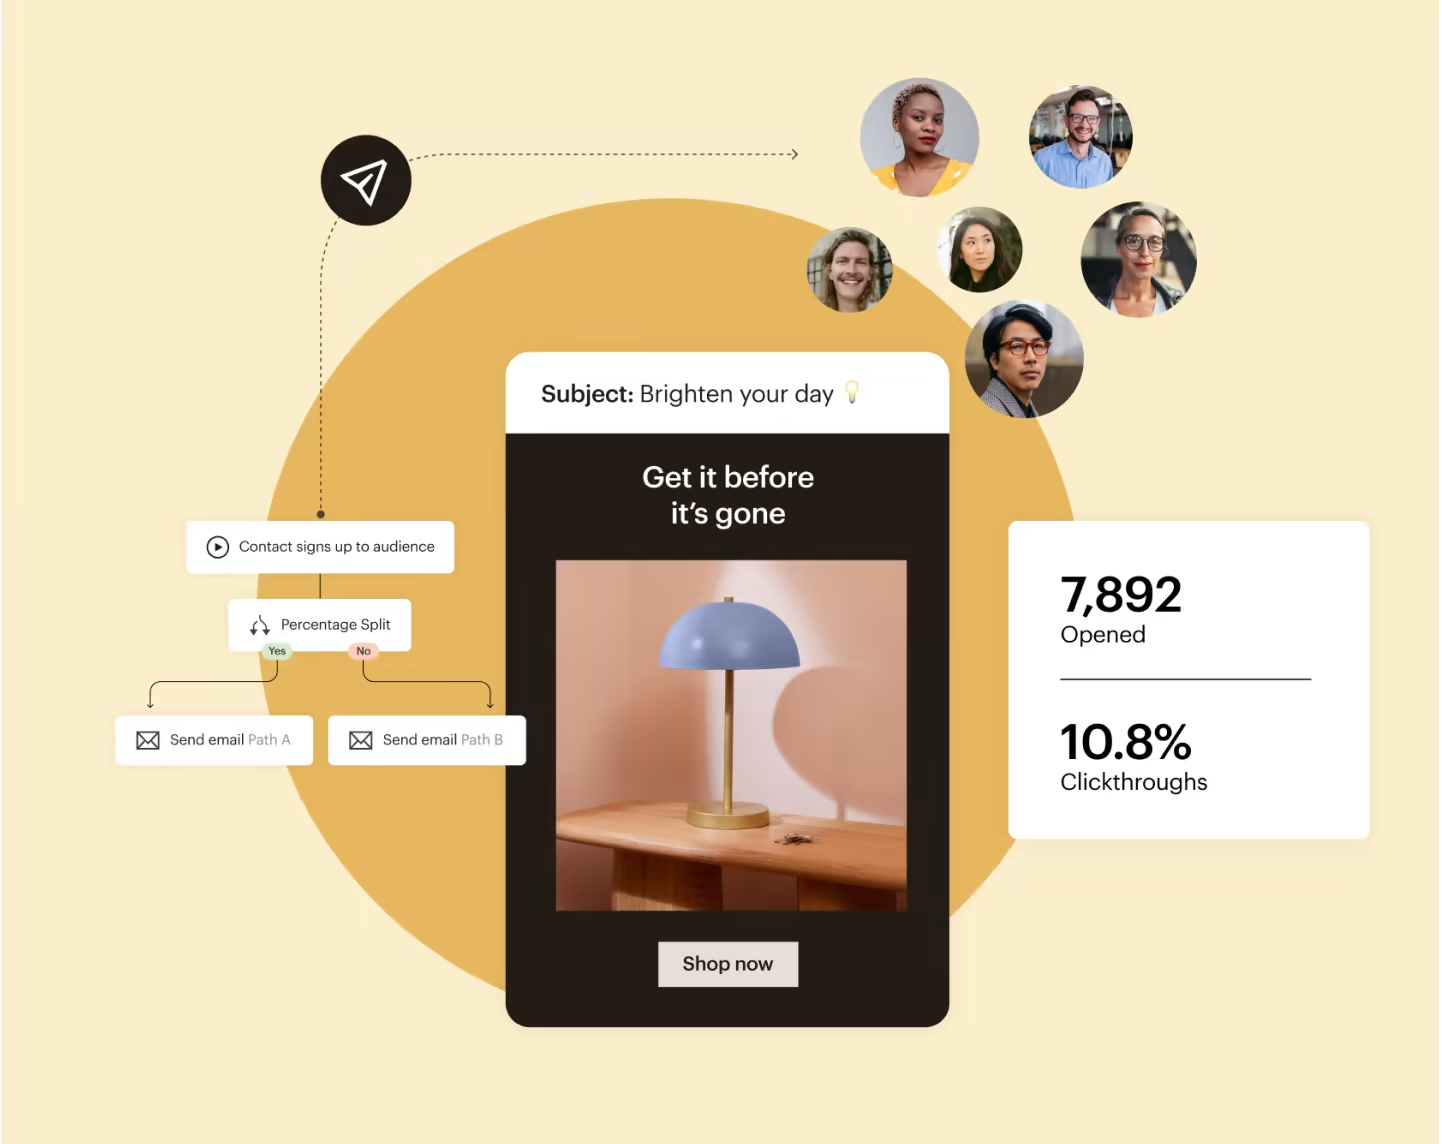 Subject: Brighten your day 💡
Get it before
it’s gone
Contact signs up to audience
Percentage Split
Yes
No
Send email Path A
Send email Path B
7,892
Opened
10.8%
Clickthroughs
Shop now